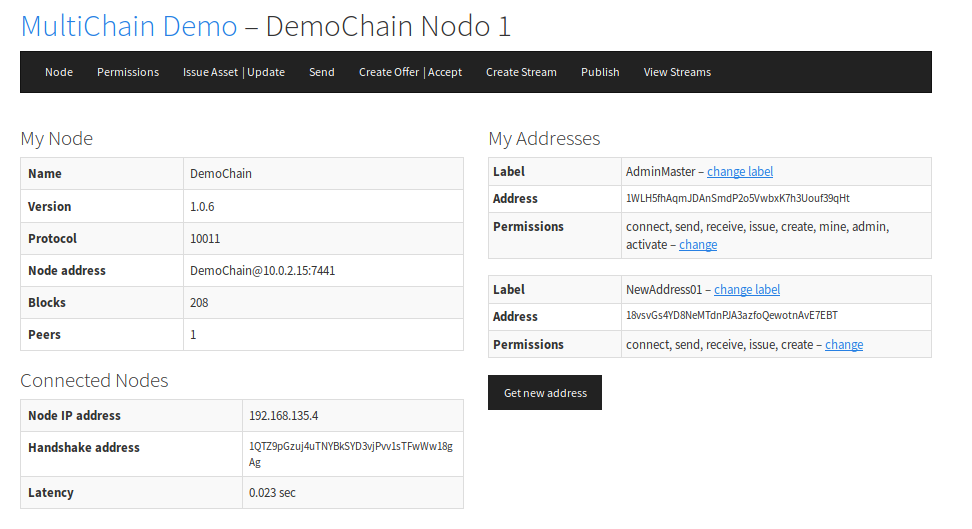 MultiChain Demo – DemoChain Nodo 1
Node Permissions Issue Asset | Update Send Create Offer | Accept Create Stream Publish View Streams
My Node
Name DemoChain
Version 1.0.6
Protocol 10011
Node address DemoChain@10.0.2.15:7441
Blocks 208
Peers 1
Connected Nodes
Node IP address 192.168.135.4
Handshake address 1QTZ9pGzuj4uTNYBkSYD3vjPvv1sTFwWw18g
Ag
Latency 0.023 sec
My Addresses
Label AdminMaster – change label
Address 1WLH5fhAqmJDAnSmdP2o5VwbxK7h3Uouf39qHt
Permissions connect, send, receive, issue, create, mine, admin,
activate – change
Label NewAddress01 – change label
Address 18vsvGs4YD8NeMTdnPJA3azfoQewotnAvE7EBT
Permissions connect, send, receive, issue, create – change
Get new address